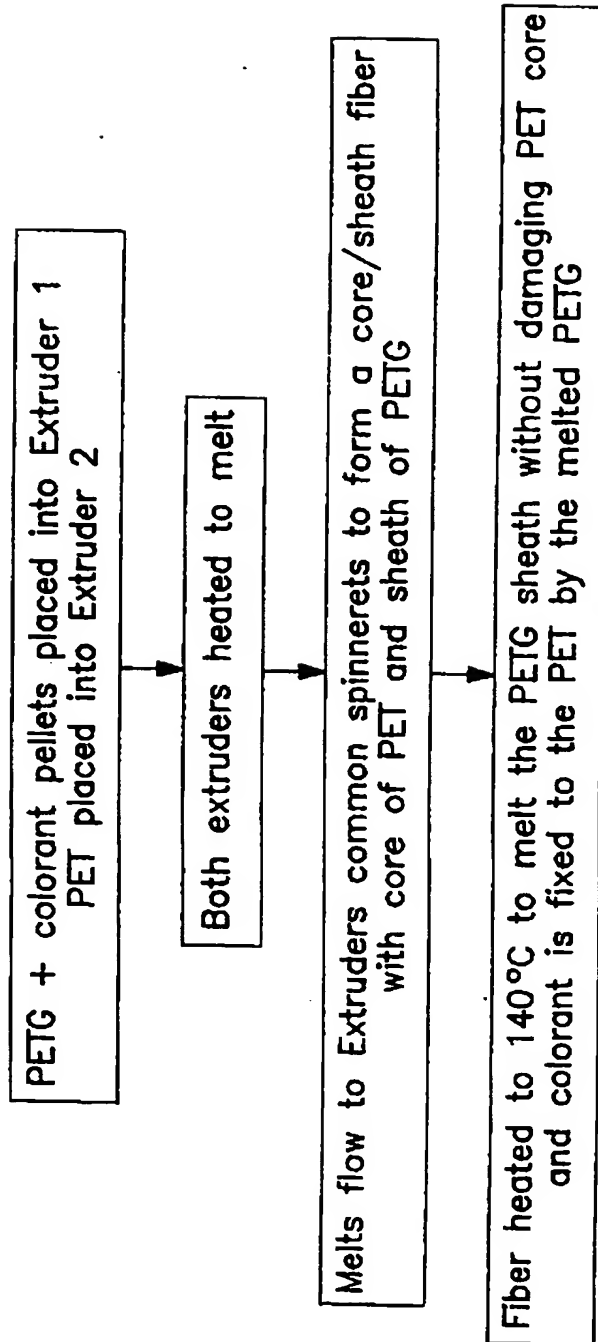 PETG + colorant pellets placed into Extruder 1
PET placed into Extruder 2
Both extruders heated to melt
Melts flow to Extruders common spinnerets to form a core/sheath fiber
with core of PET and sheath of PETG
Fiber heated to 140°C to melt the PETG sheath without damaging PET core
and colorant is fixed to the PET by the melted PETG